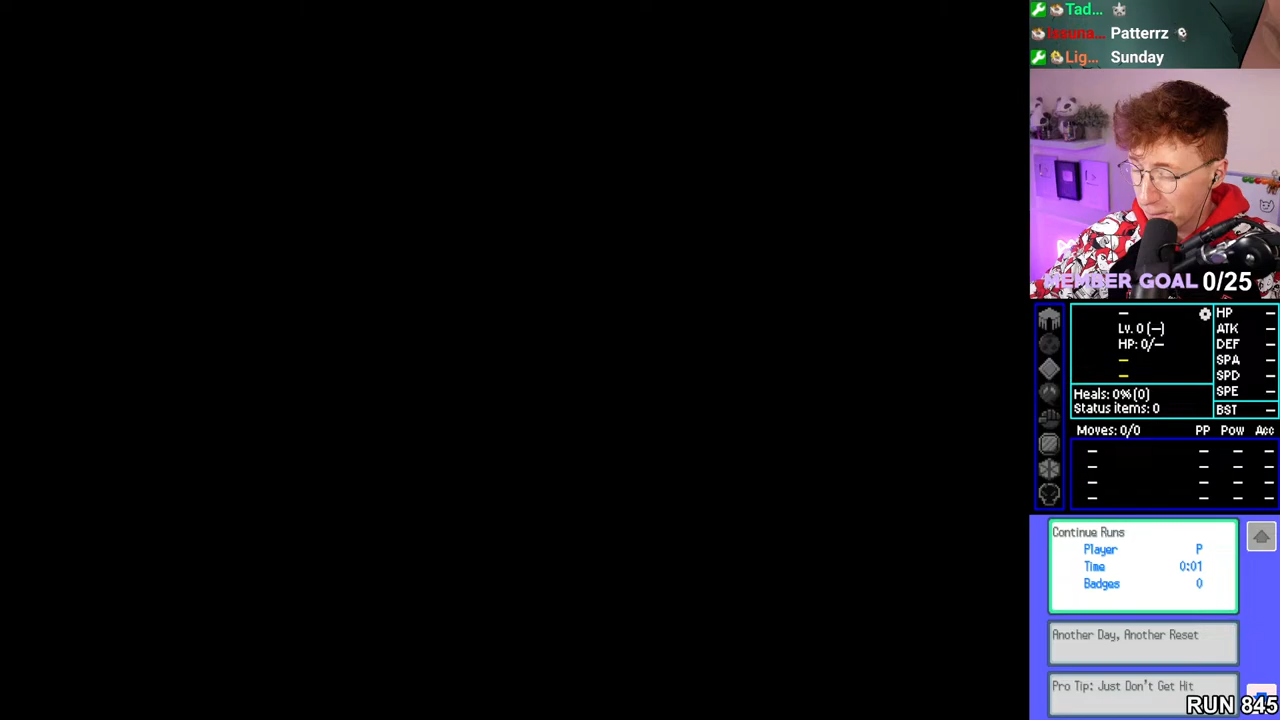 Tad...
Isauna... Patterrz
Lig... Sunday
MEMBER GOAL 0/25
— HP —
Lv. 0 (—) ATK —
HP: 0/— DEF —
— SPA —
— SPD —
SPE —
Heals: 0% (0)
Status items: 0 BST —
Moves: 0/0 PP Pow Acc
— — — —
— — — —
— — — —
— — — —
Continue Runs
Player P
Time 0:01
Badges 0
Another Day, Another Reset
Pro Tip: Just Don't Get Hit
RUN 845